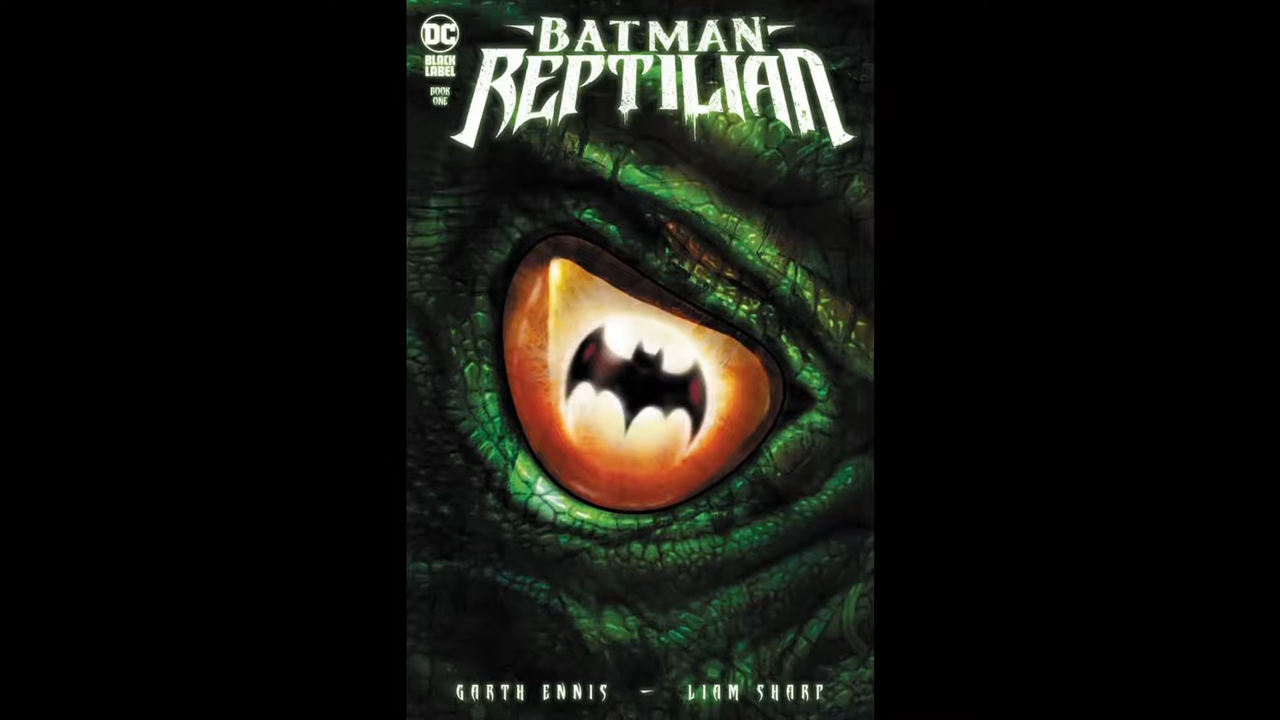 DC
BLACK
LABEL
BOOK
ONE
BATMAN
REPTILIAN
GARTH ENNIS - LIAM SHARP